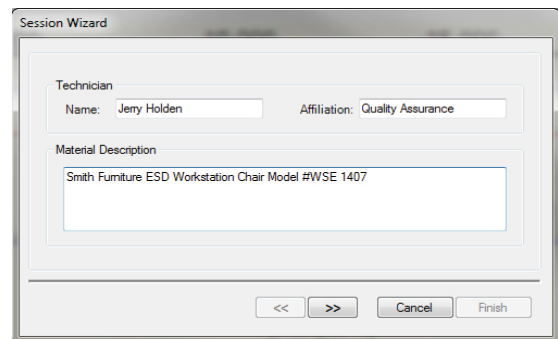 Session Wizard
Technician
Name: Jerry Holden Affiliation: Quality Assurance
Material Description
Smith Furniture ESD Workstation Chair Model #WSE 1407
<< >> Cancel Finish